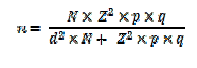 n = N × Z² × p × q / d² × N + Z² × p × q